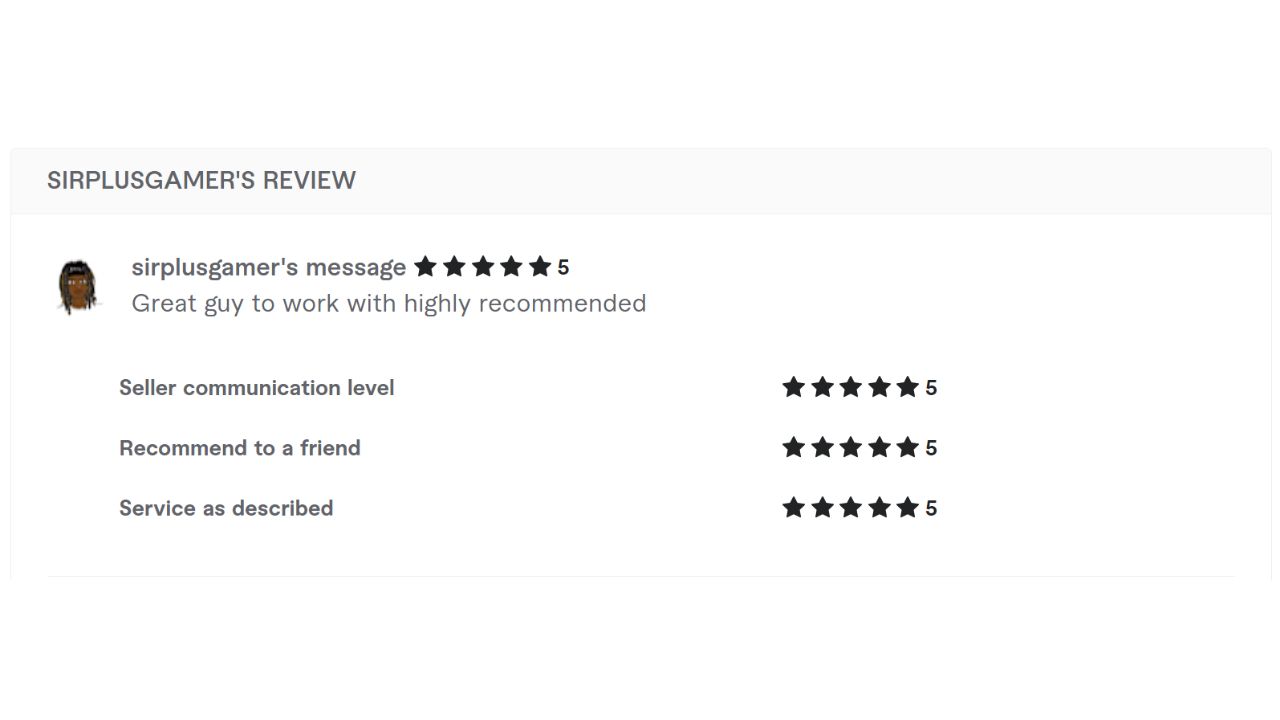 SIRPLUSGAMER'S REVIEW
sirplusgamer's message ★★★★★ 5
Great guy to work with highly recommended
Seller communication level ★★★★★ 5
Recommend to a friend ★★★★★ 5
Service as described ★★★★★ 5